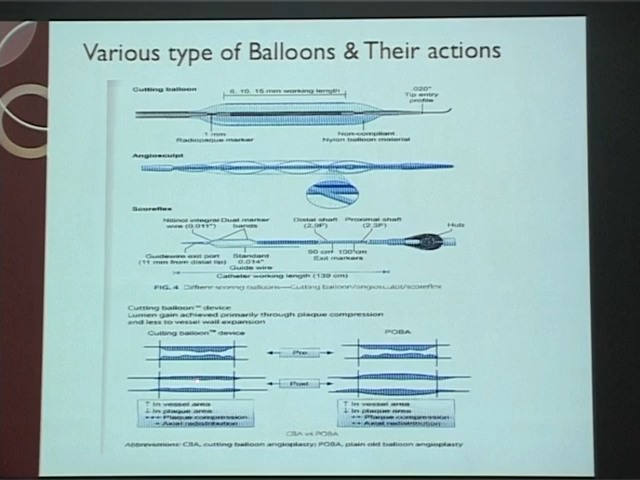 Various type of Balloons & Their actions
Cutting balloon
6, 10, 15 mm working length
.020"
Tip entry
profile
1 mm
Radiopaque marker
Non-compliant
Nylon balloon material
Angiosculpt
Scoreflex
Nitinol integral
wire (0.011")
Dual marker
bands
Distal shaft
(2.9F)
Proximal shaft
(2.3F)
Hub
Guidewire exit port
(11 mm from distal tip)
Standard
0.014"
Guide wire
90 cm 100 cm
Exit markers
Catheter working length (139 cm)
FIG. 4 Different scoring balloons—Cutting balloon/angiosculpt/scoreflex
Cutting balloon™ device
Lumen gain achieved primarily through plaque compression
and less to vessel wall expansion
Cutting balloon™ device
POBA
Pre
Post
↑ In vessel area
↓ In plaque area
Plaque compression
Axial redistribution
↑ In vessel area
↓ In plaque area
Plaque compression
Axial redistribution
CBA vs POBA
Abbreviations: CBA, cutting balloon angioplasty; POBA, plain old balloon angioplasty